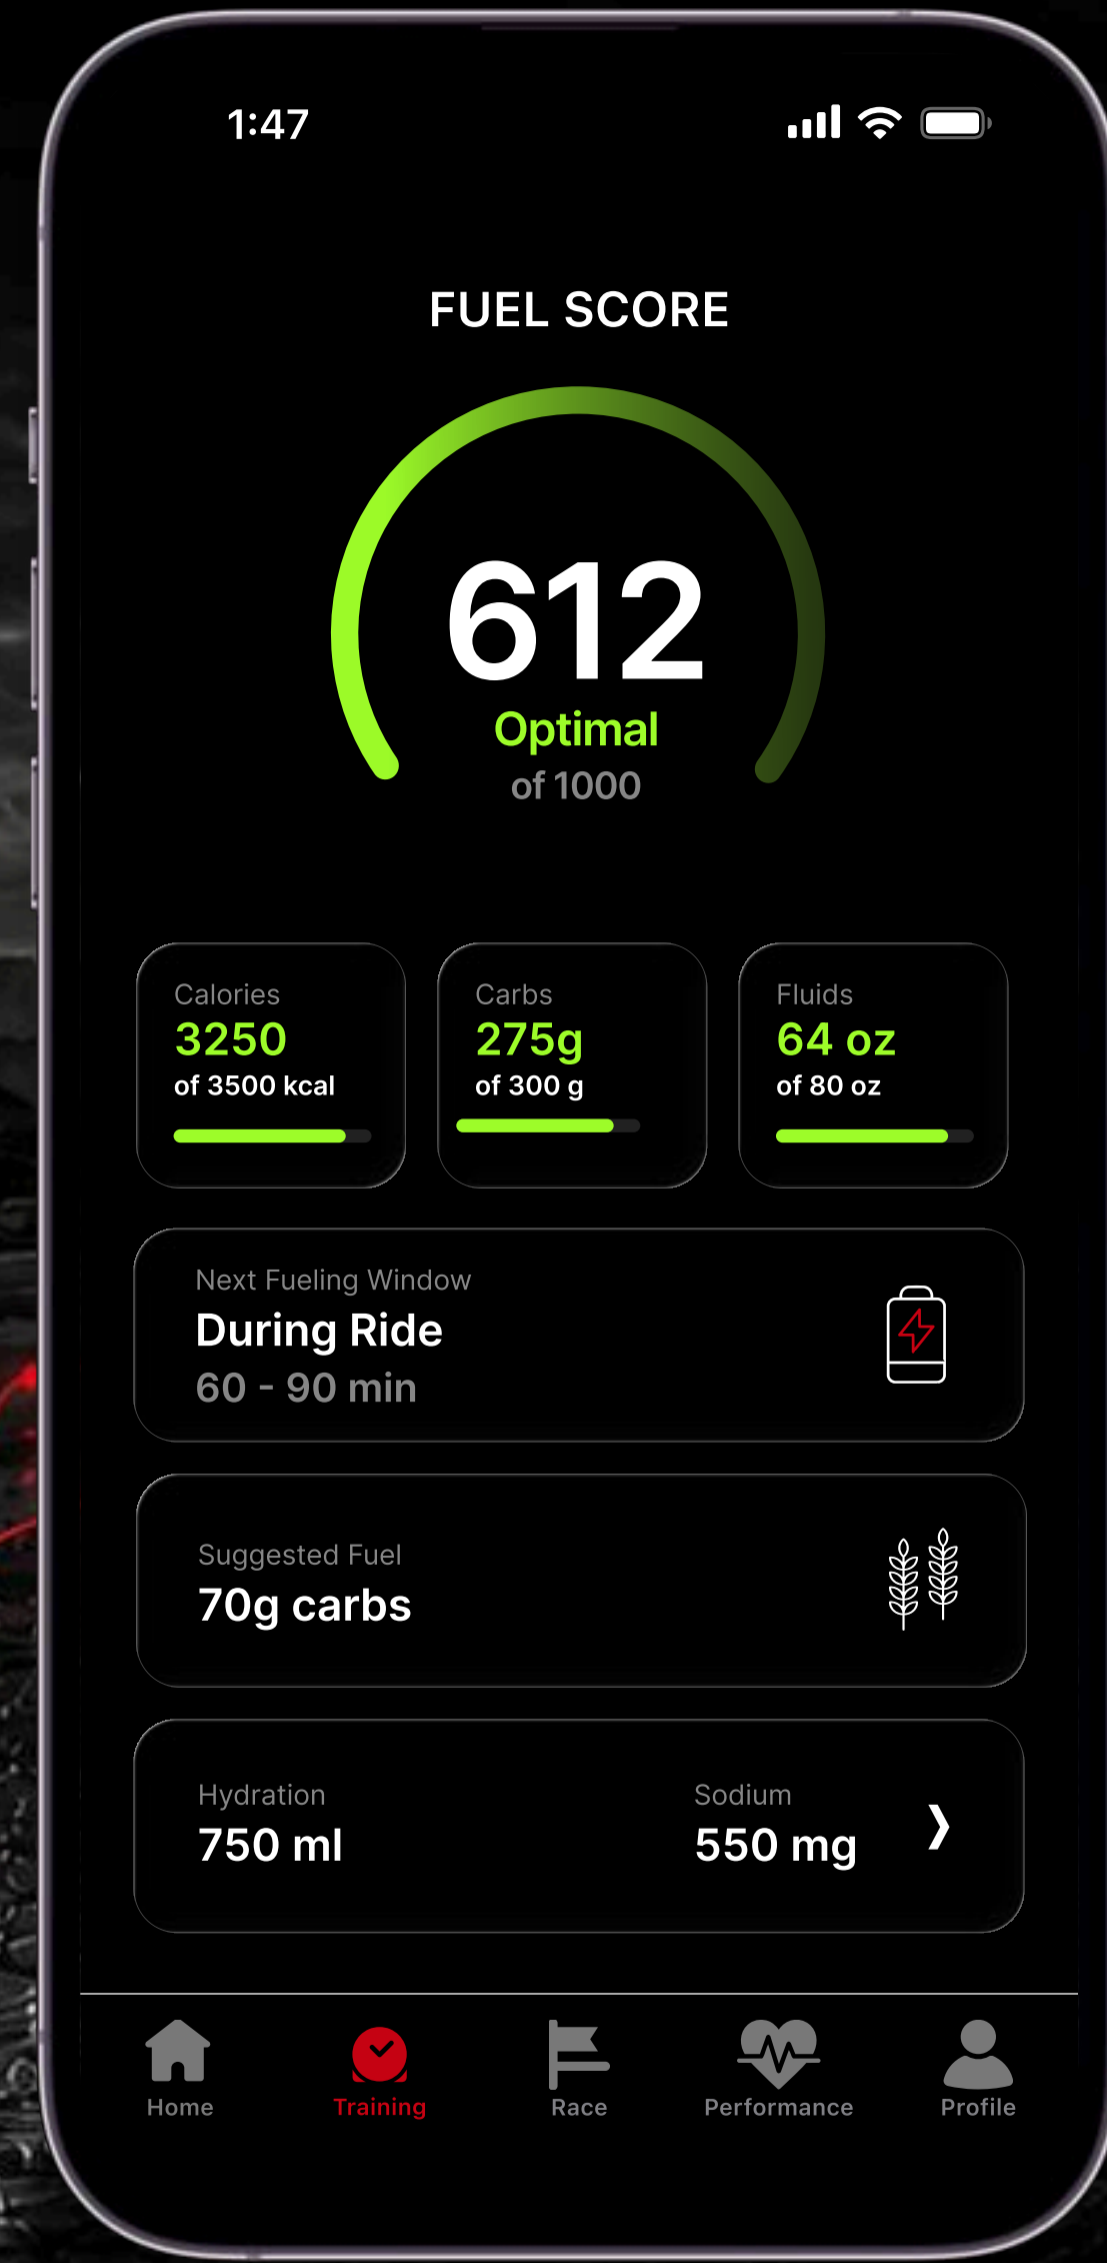 1:47
FUEL SCORE
612
Optimal
of 1000
Calories
3250
of 3500 kcal
Carbs
275g
of 300 g
Fluids
64 oz
of 80 oz
Next Fueling Window
During Ride
60 - 90 min
Suggested Fuel
70g carbs
Hydration
750 ml
Sodium
550 mg
Home
Training
Race
Performance
Profile